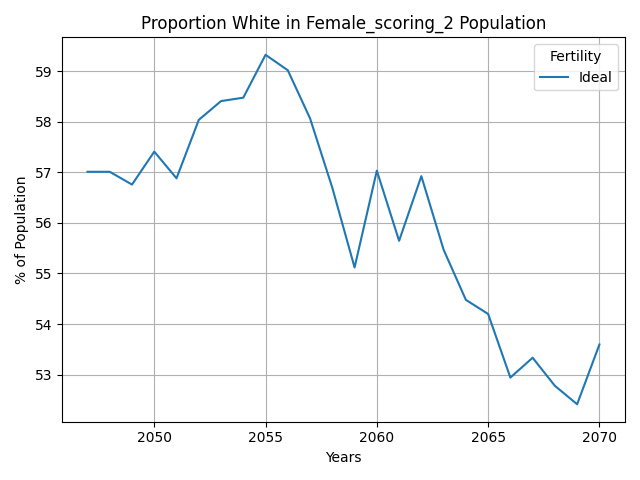 Proportion White in Female_scoring_2 Population
Fertility
Ideal
% of Population
59
58
57
56
55
54
53
2050
2055
2060
2065
2070
Years